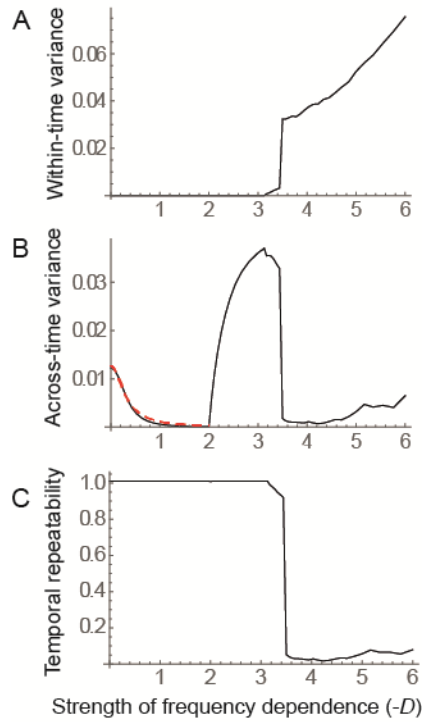 A
Within-time variance
0.06
0.04
0.02
1 2 3 4 5 6
B
Across-time variance
0.03
0.02
0.01
1 2 3 4 5 6
C
Temporal repeatability
1.0
0.8
0.6
0.4
0.2
1 2 3 4 5 6
Strength of frequency dependence (-D)